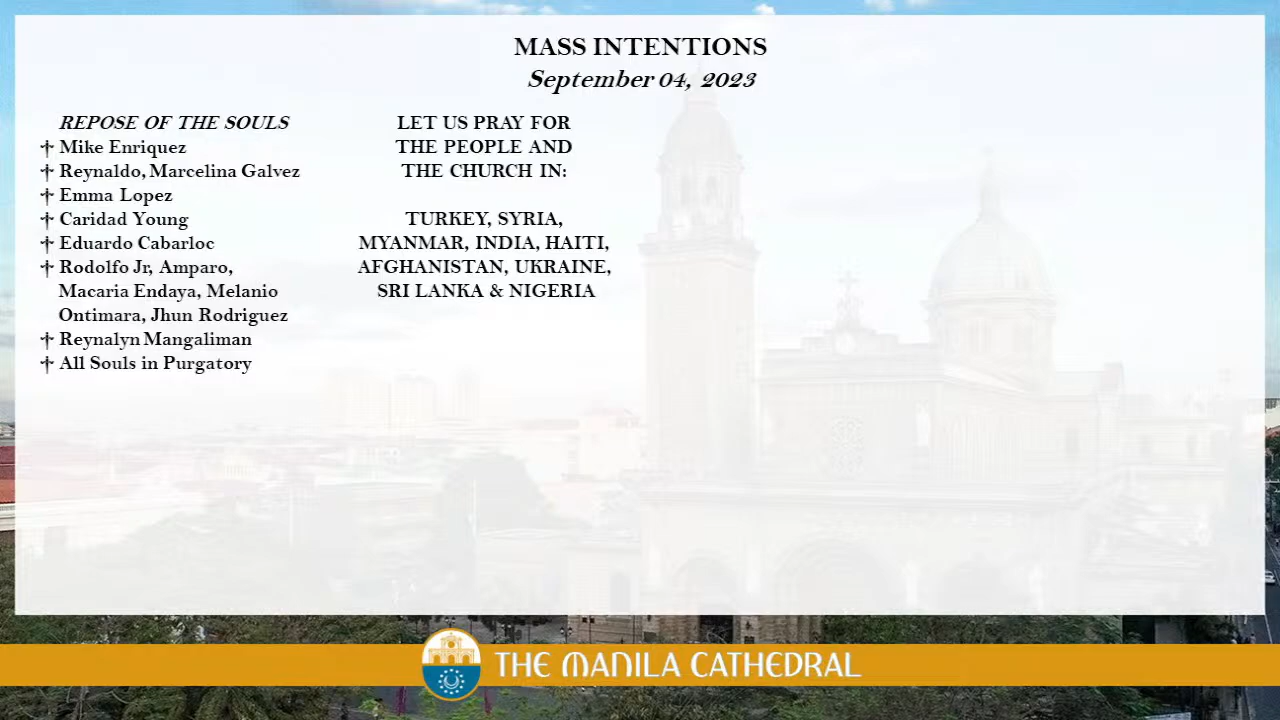 MASS INTENTIONS
September 04, 2023
REPOSE OF THE SOULS
✝ Mike Enriquez
✝ Reynaldo, Marcelina Galvez
✝ Emma Lopez
✝ Caridad Young
✝ Eduardo Cabarloc
✝ Rodolfo Jr, Amparo,
Macaria Endaya, Melanio
Ontimara, Jhun Rodriguez
✝ Reynalyn Mangaliman
✝ All Souls in Purgatory
LET US PRAY FOR
THE PEOPLE AND
THE CHURCH IN:
TURKEY, SYRIA,
MYANMAR, INDIA, HAITI,
AFGHANISTAN, UKRAINE,
SRI LANKA & NIGERIA
THE MANILA CATHEDRAL